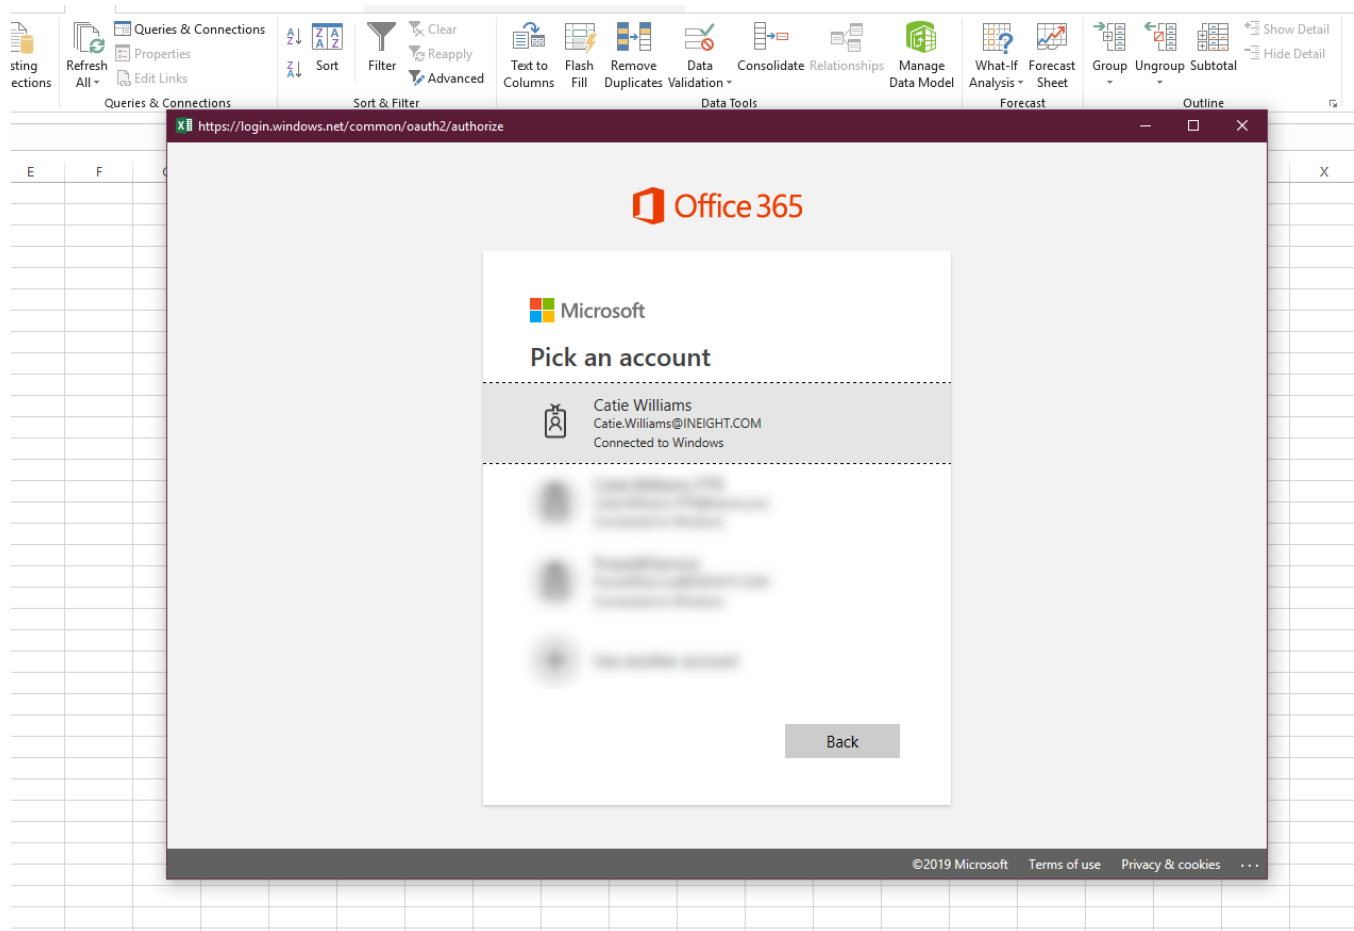 Queries & Connections
Properties
Edit Links
Refresh
All
sting
ections
Queries & Connections
Sort
Filter
Clear
Reapply
Advanced
Sort & Filter
Text to
Columns
Flash
Fill
Remove
Duplicates
Data
Validation
Consolidate
Relationships
Manage
Data Model
Data Tools
What-If
Analysis
Forecast
Sheet
Forecast
Group
Ungroup
Subtotal
Show Detail
Hide Detail
Outline
https://login.windows.net/common/oauth2/authorize
E F X
Office 365
Microsoft
Pick an account
Catie Williams
Catie.Williams@INEIGHT.COM
Connected to Windows
Back
©2019 Microsoft Terms of use Privacy & cookies ...